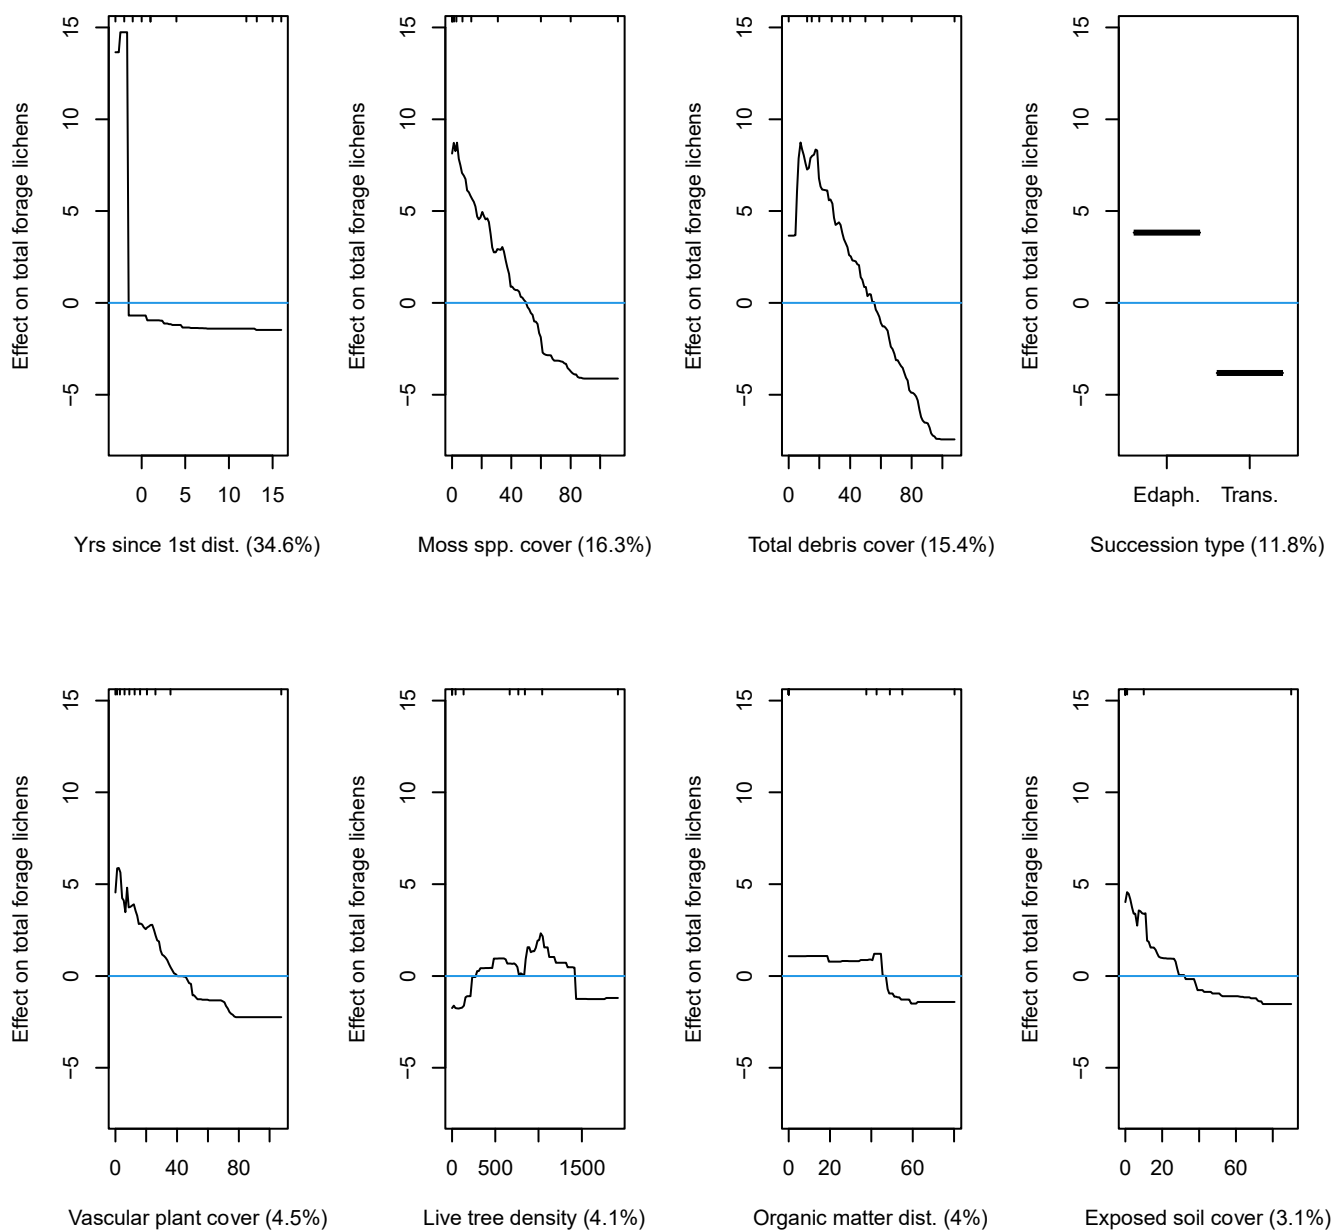 Effect on total forage lichens
15
10
5
0
−5
0 5 10 15
Yrs since 1st dist. (34.6%)
Effect on total forage lichens
15
10
5
0
−5
0 40 80
Moss spp. cover (16.3%)
Effect on total forage lichens
15
10
5
0
−5
0 40 80
Total debris cover (15.4%)
Effect on total forage lichens
15
10
5
0
−5
Edaph. Trans.
Succession type (11.8%)
Effect on total forage lichens
15
10
5
0
−5
0 40 80
Vascular plant cover (4.5%)
Effect on total forage lichens
15
10
5
0
−5
0 500 1500
Live tree density (4.1%)
Effect on total forage lichens
15
10
5
0
−5
0 20 60
Organic matter dist. (4%)
Effect on total forage lichens
15
10
5
0
−5
0 20 60
Exposed soil cover (3.1%)